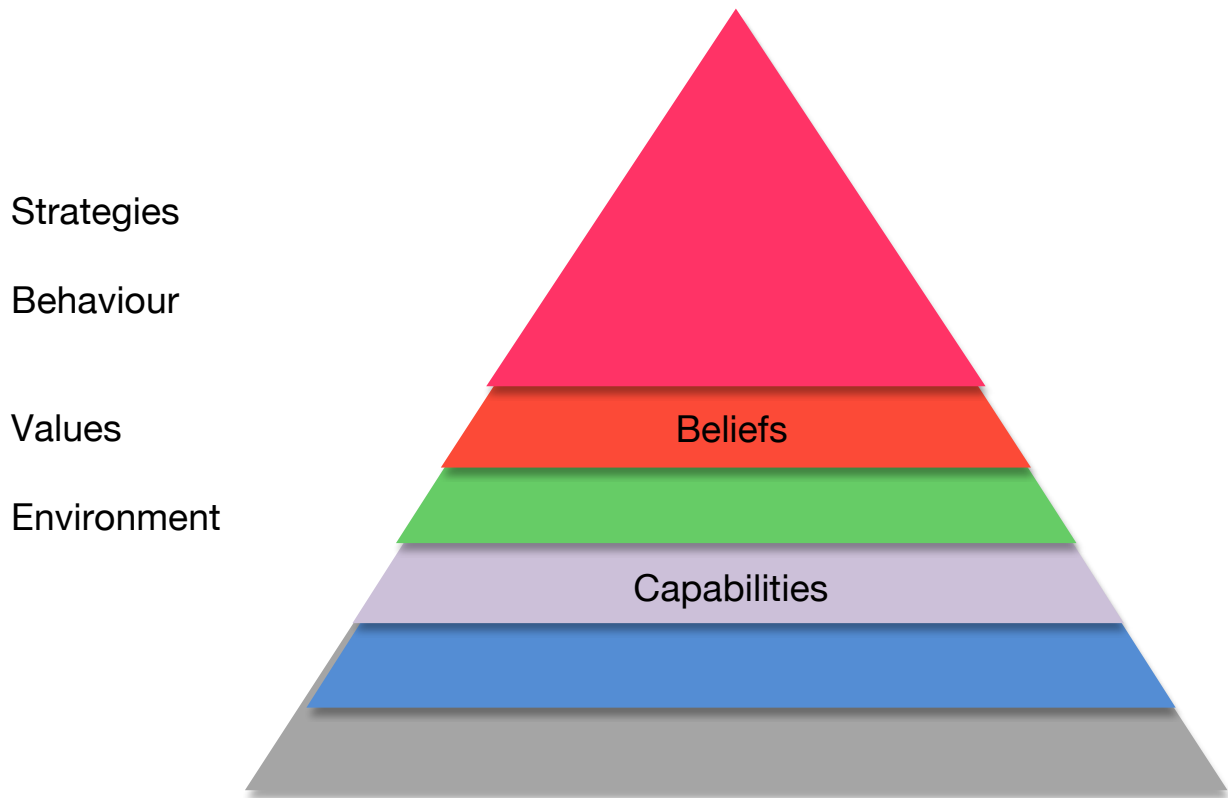 Strategies
Behaviour
Values
Beliefs
Environment
Capabilities